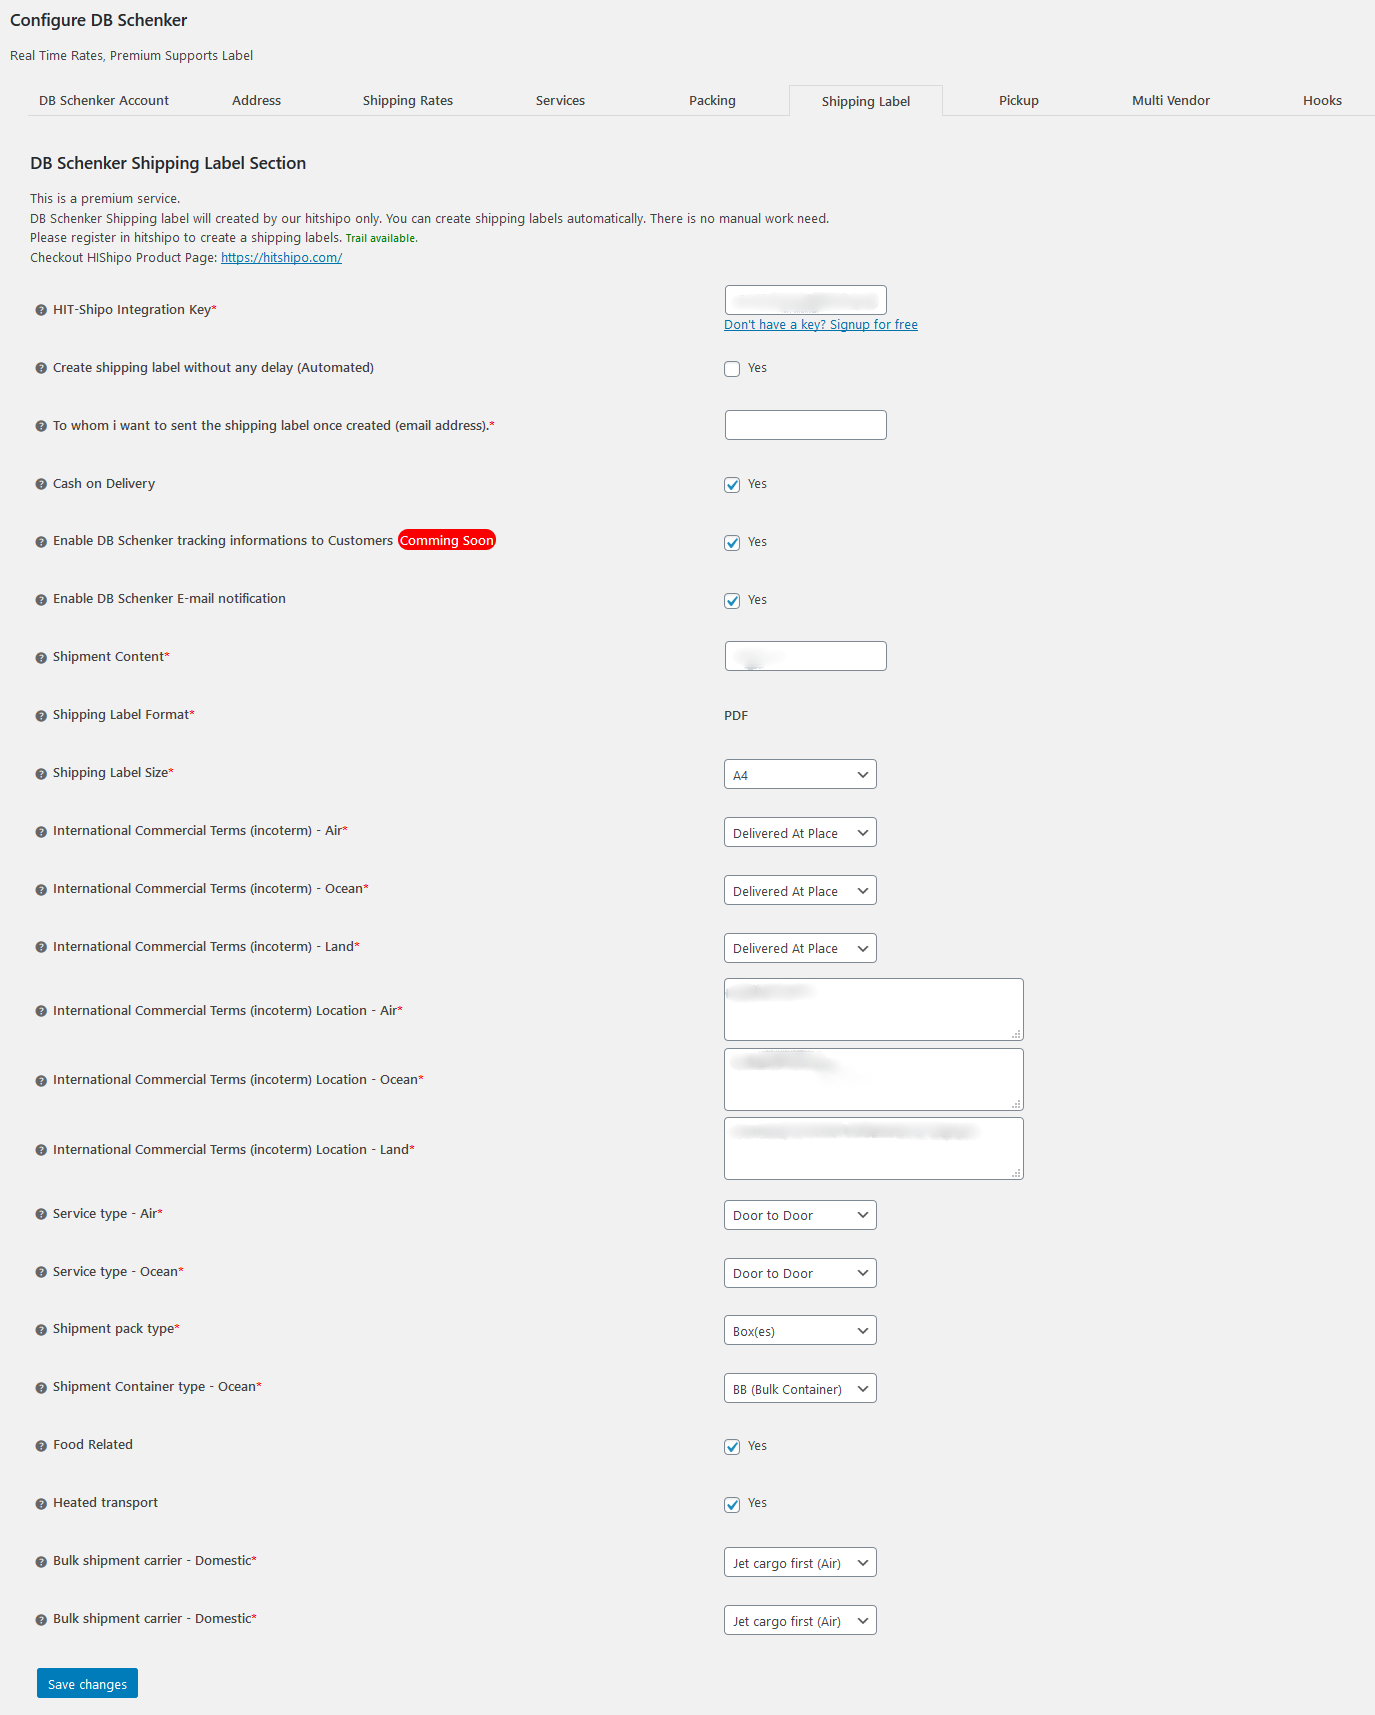 Configure DB Schenker
Real Time Rates, Premium Supports Label
DB Schenker Account Address Shipping Rates Services Packing Shipping Label Pickup Multi Vendor Hooks
DB Schenker Shipping Label Section
This is a premium service.
DB Schenker Shipping label will created by our hitshipo only. You can create shipping labels automatically. There is no manual work need.
Please register in hitshipo to create a shipping labels. Trail available.
Checkout HIShipo Product Page: https://hitshipo.com/
HIT-Shipo Integration Key*
Don't have a key? Signup for free
Create shipping label without any delay (Automated) Yes
To whom i want to sent the shipping label once created (email address).*
Cash on Delivery Yes
Enable DB Schenker tracking informations to Customers Comming Soon Yes
Enable DB Schenker E-mail notification Yes
Shipment Content*
Shipping Label Format* PDF
Shipping Label Size* A4
International Commercial Terms (incoterm) - Air* Delivered At Place
International Commercial Terms (incoterm) - Ocean* Delivered At Place
International Commercial Terms (incoterm) - Land* Delivered At Place
International Commercial Terms (incoterm) Location - Air*
International Commercial Terms (incoterm) Location - Ocean*
International Commercial Terms (incoterm) Location - Land*
Service type - Air* Door to Door
Service type - Ocean* Door to Door
Shipment pack type* Box(es)
Shipment Container type - Ocean* BB (Bulk Container)
Food Related Yes
Heated transport Yes
Bulk shipment carrier - Domestic* Jet cargo first (Air)
Bulk shipment carrier - Domestic* Jet cargo first (Air)
Save changes